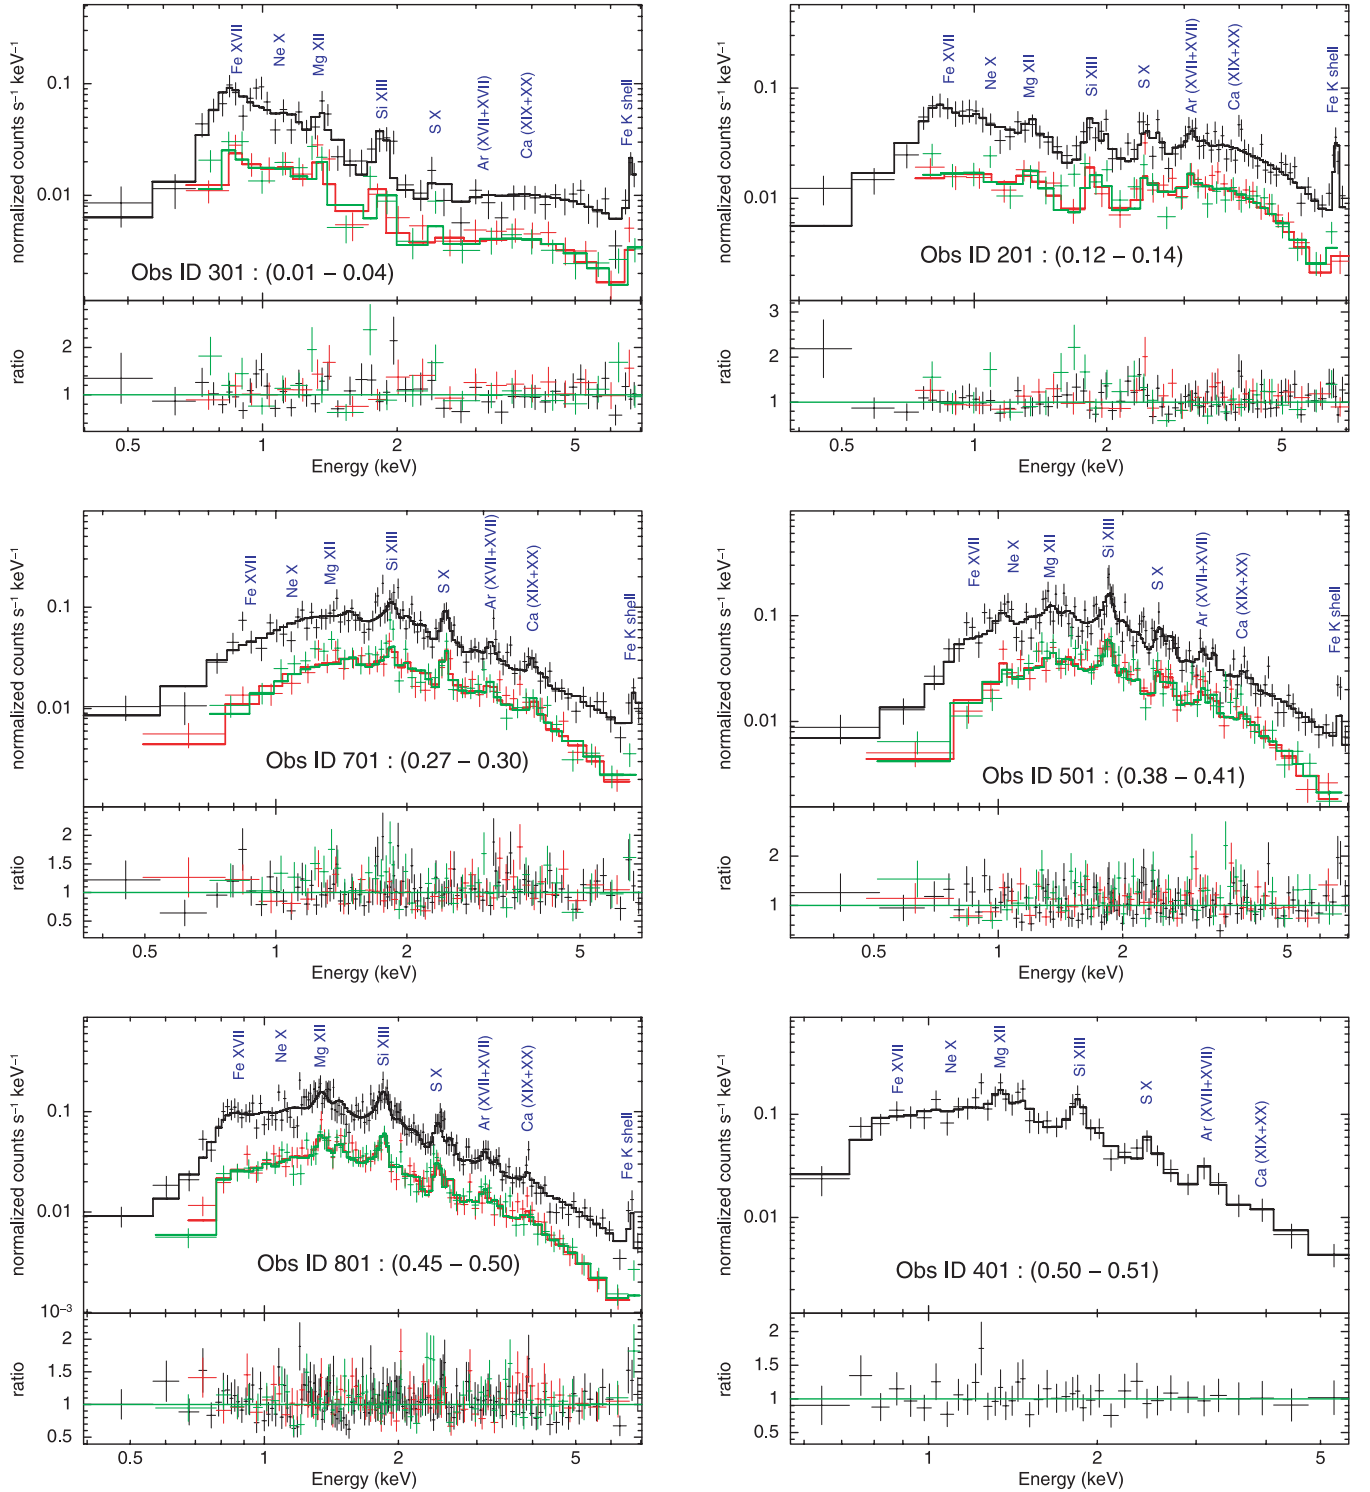 normalized counts s⁻¹ keV⁻¹
0.1
0.01
Fe XVII
Ne X
Mg XII
Si XIII
S X
Ar (XVII+XVII)
Ca (XIX+XX)
Fe K shell
Obs ID 301 : (0.01 – 0.04)
ratio
2
1
0.5 1 2 5
Energy (keV)
normalized counts s⁻¹ keV⁻¹
0.1
0.01
Fe XVII
Ne X
Mg XII
Si XIII
S X
Ar (XVII+XVII)
Ca (XIX+XX)
Fe K shell
Obs ID 201 : (0.12 – 0.14)
ratio
3
2
1
0.5 1 2 5
Energy (keV)
normalized counts s⁻¹ keV⁻¹
0.1
0.01
Fe XVII
Ne X
Mg XII
Si XIII
S X
Ar (XVII+XVII)
Ca (XIX+XX)
Fe K shell
Obs ID 701 : (0.27 – 0.30)
ratio
2
1.5
1
0.5
0.5 1 2 5
Energy (keV)
normalized counts s⁻¹ keV⁻¹
0.1
0.01
Fe XVII
Ne X
Mg XII
Si XIII
S X
Ar (XVII+XVII)
Ca (XIX+XX)
Fe K shell
Obs ID 501 : (0.38 – 0.41)
ratio
2
1
0.5 1 2 5
Energy (keV)
normalized counts s⁻¹ keV⁻¹
0.1
0.01
10⁻³
Fe XVII
Ne X
Mg XII
Si XIII
S X
Ar (XVII+XVII)
Ca (XIX+XX)
Fe K shell
Obs ID 801 : (0.45 – 0.50)
ratio
2
1.5
1
0.5
0.5 1 2 5
Energy (keV)
normalized counts s⁻¹ keV⁻¹
0.1
0.01
Fe XVII
Ne X
Mg XII
Si XIII
S X
Ar (XVII+XVII)
Ca (XIX+XX)
Obs ID 401 : (0.50 – 0.51)
ratio
2
1.5
1
0.5
1 2 5
Energy (keV)